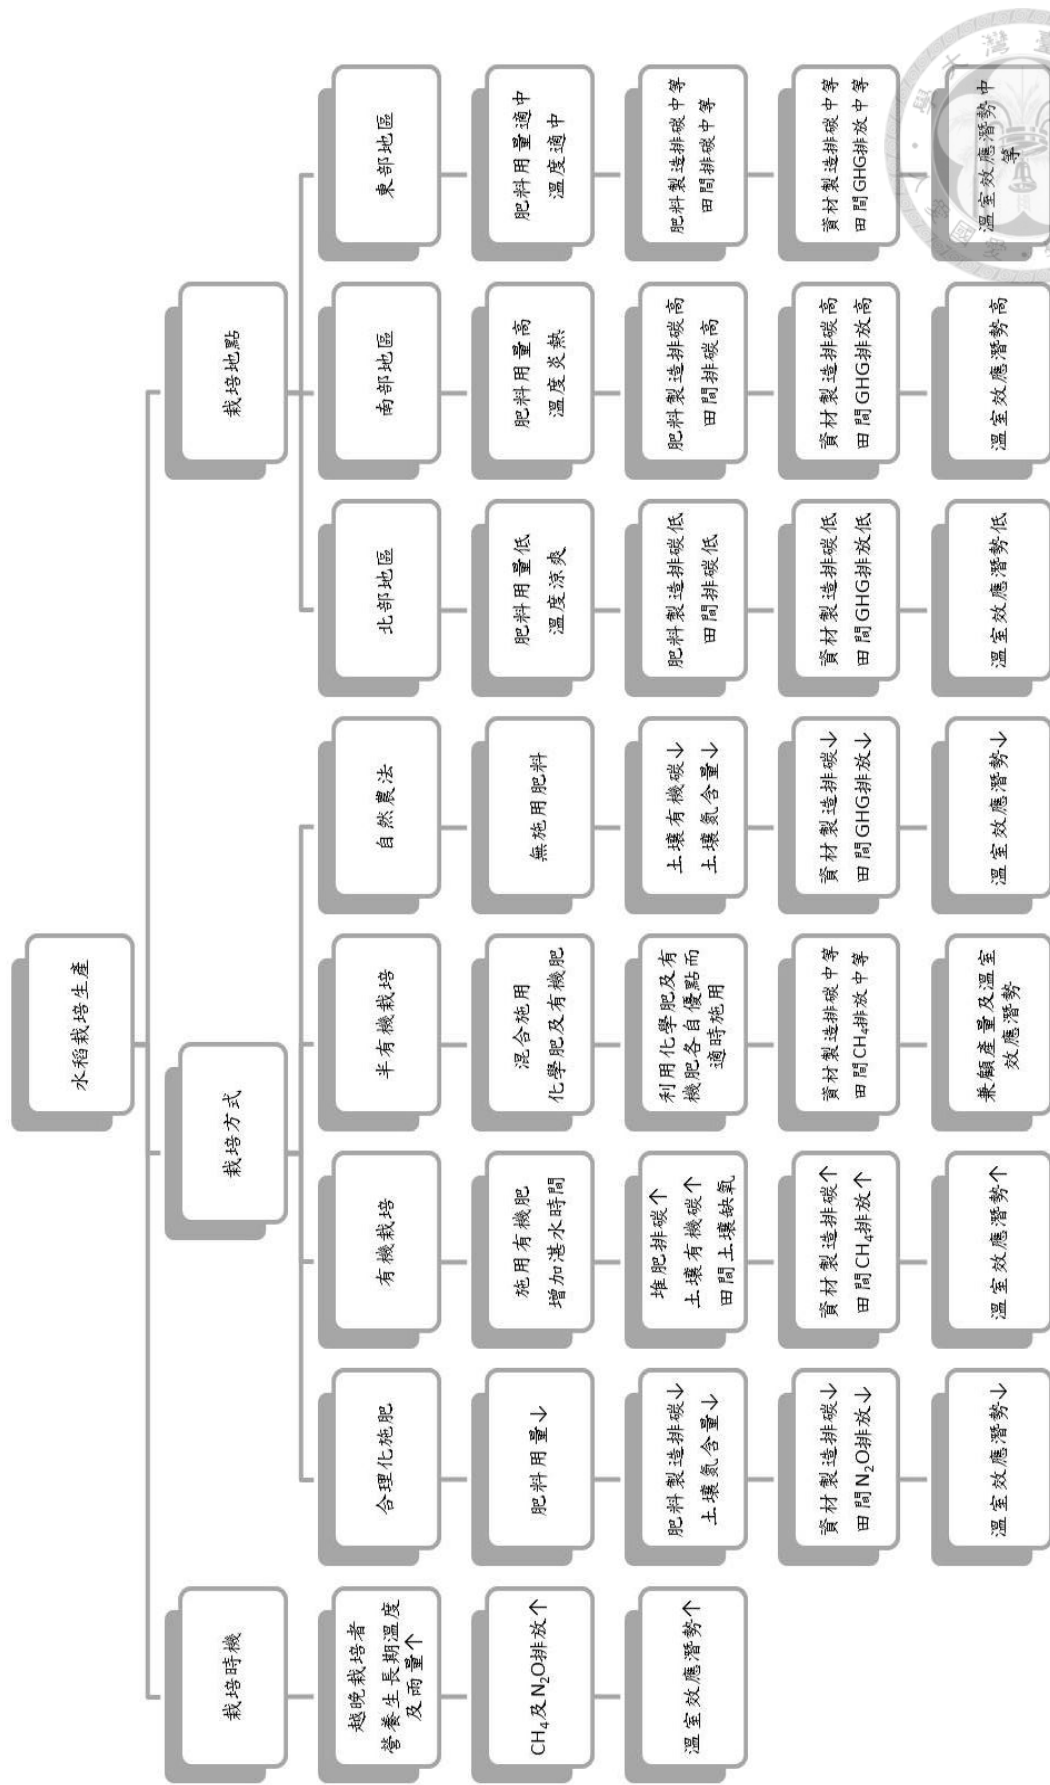 水稻栽培生產
栽培時機
越晚栽培者
營養生長期溫度
及雨量↑
CH₄及N₂O排放↑
溫室效應潛勢↑
栽培方式
合理化施肥
肥料用量↓
肥料製造排碳↓
土壤氮含量↓
資材製造排碳↓
田間N₂O排放↓
溫室效應潛勢↓
有機栽培
施用有機肥
增加湛水時間
堆肥排碳↑
土壤有機碳↑
田間土壤缺氧
資材製造排碳↑
田間CH₄排放↑
溫室效應潛勢↑
半有機栽培
混合施用
化學肥及有機肥
利用化學肥及有
機肥各自優點而
適時施用
資材製造排碳中等
田間CH₄排放中等
兼顧產量及溫室
效應潛勢
自然農法
無施用肥料
土壤有機碳↓
土壤氮含量↓
資材製造排碳↓
田間GHG排放↓
溫室效應潛勢↓
栽培地點
北部地區
肥料用量低
溫度涼爽
肥料製造排碳低
田間排碳低
資材製造排碳低
田間GHG排放低
溫室效應潛勢低
南部地區
肥料用量高
溫度炎熱
肥料製造排碳高
田間排碳高
資材製造排碳高
田間GHG排放高
溫室效應潛勢高
東部地區
肥料用量適中
溫度適中
肥料製造排碳中等
田間排碳中等
資材製造排碳中等
田間GHG排放中等
溫室效應潛勢中
等